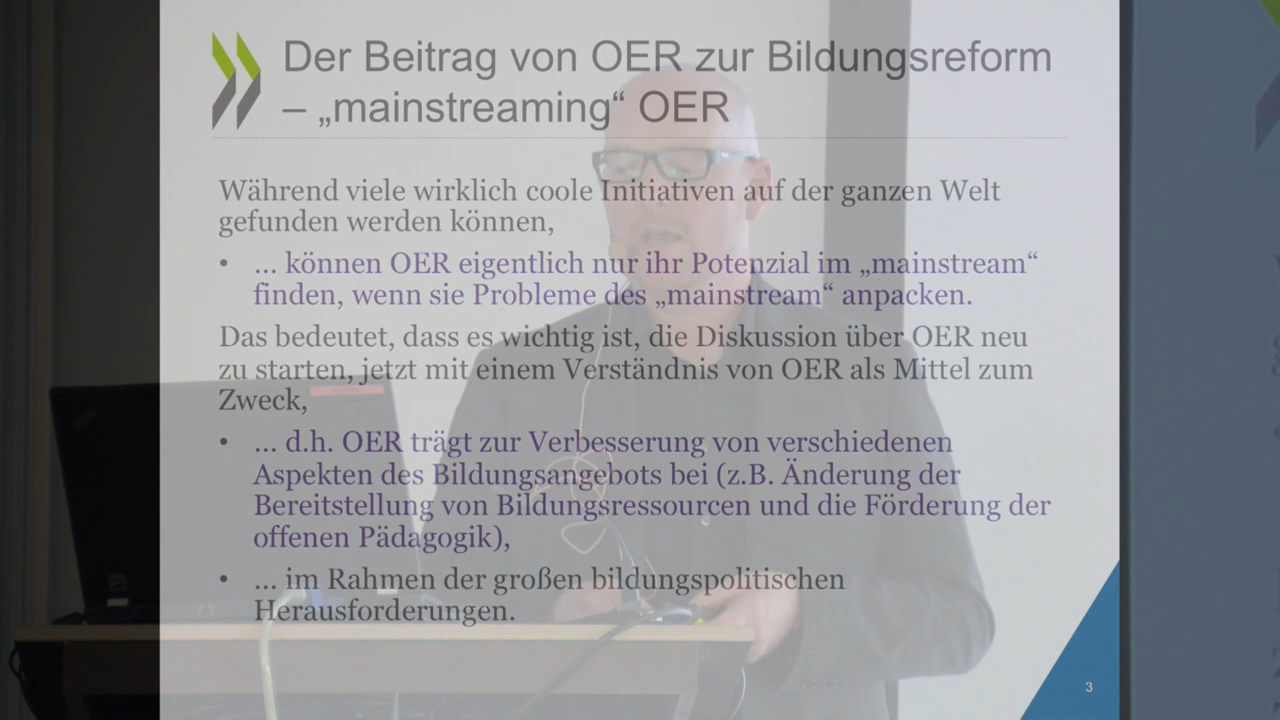 Der Beitrag von OER zur Bildungsreform
– „mainstreaming“ OER
Während viele wirklich coole Initiativen auf der ganzen Welt
gefunden werden können,
• … können OER eigentlich nur ihr Potenzial im „mainstream“
finden, wenn sie Probleme des „mainstream“ anpacken.
Das bedeutet, dass es wichtig ist, die Diskussion über OER neu
zu starten, jetzt mit einem Verständnis von OER als Mittel zum
Zweck,
• … d.h. OER trägt zur Verbesserung von verschiedenen
Aspekten des Bildungsangebots bei (z.B. Änderung der
Bereitstellung von Bildungsressourcen und die Förderung der
offenen Pädagogik),
• … im Rahmen der großen bildungspolitischen
Herausforderungen.
3